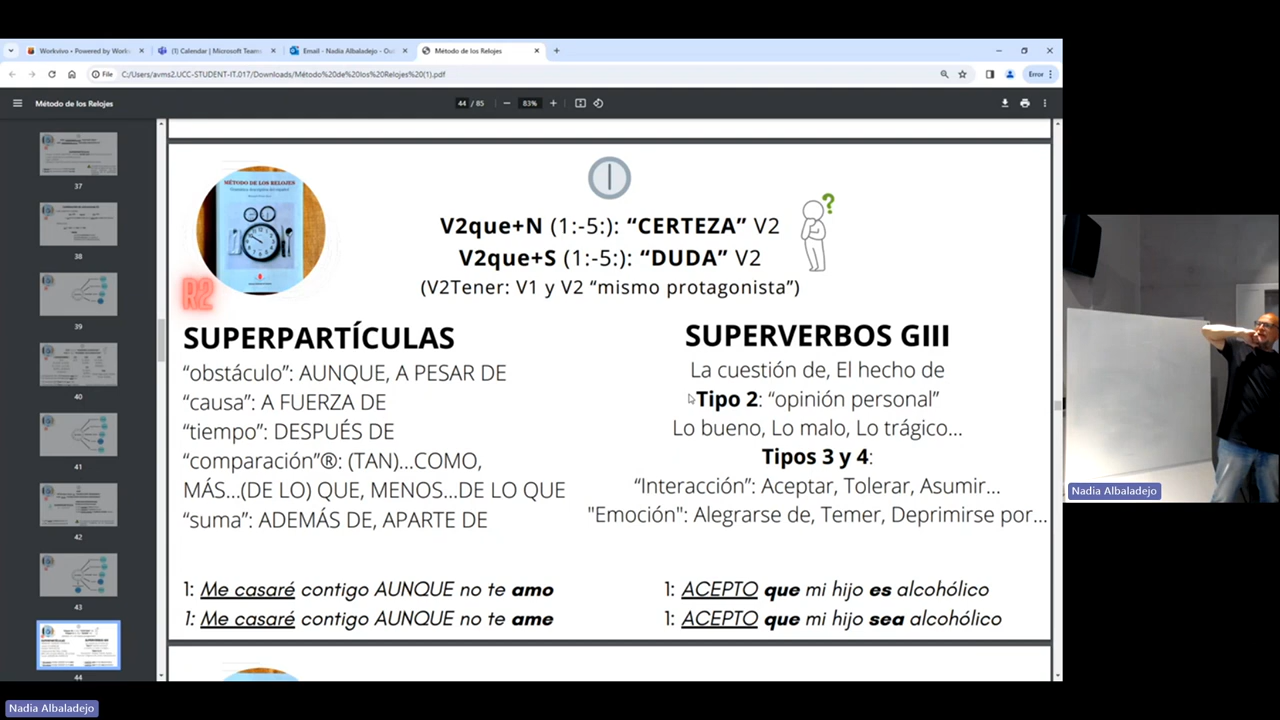 Workvivo • Powered by Work
(1) Calendar | Microsoft Teams
Email - Nadia Albaladejo - Ou
Método de los Relojes
File
C:/Users/avms2.UCC-STUDENT-IT.017/Downloads/Método%20de%20los%20Relojes%20(1).pdf
Error
Método de los Relojes
44 / 85
83%
37
38
39
40
41
42
43
44
MÉTODO DE LOS RELOJES
R2
V2que+N (1:-5:): “CERTEZA” V2
V2que+S (1:-5:): “DUDA” V2
(V2Tener: V1 y V2 “mismo protagonista”)
?
SUPERPARTÍCULAS
“obstáculo”: AUNQUE, A PESAR DE
“causa”: A FUERZA DE
“tiempo”: DESPUÉS DE
“comparación”®: (TAN)...COMO,
MÁS...(DE LO) QUE, MENOS...DE LO QUE
“suma”: ADEMÁS DE, APARTE DE
1: Me casaré contigo AUNQUE no te amo
1: Me casaré contigo AUNQUE no te ame
SUPERVERBOS GIII
La cuestión de, El hecho de
Tipo 2: “opinión personal”
Lo bueno, Lo malo, Lo trágico...
Tipos 3 y 4:
“Interacción”: Aceptar, Tolerar, Asumir...
"Emoción": Alegrarse de, Temer, Deprimirse por...
1: ACEPTO que mi hijo es alcohólico
1: ACEPTO que mi hijo sea alcohólico
Nadia Albaladejo
Nadia Albaladejo